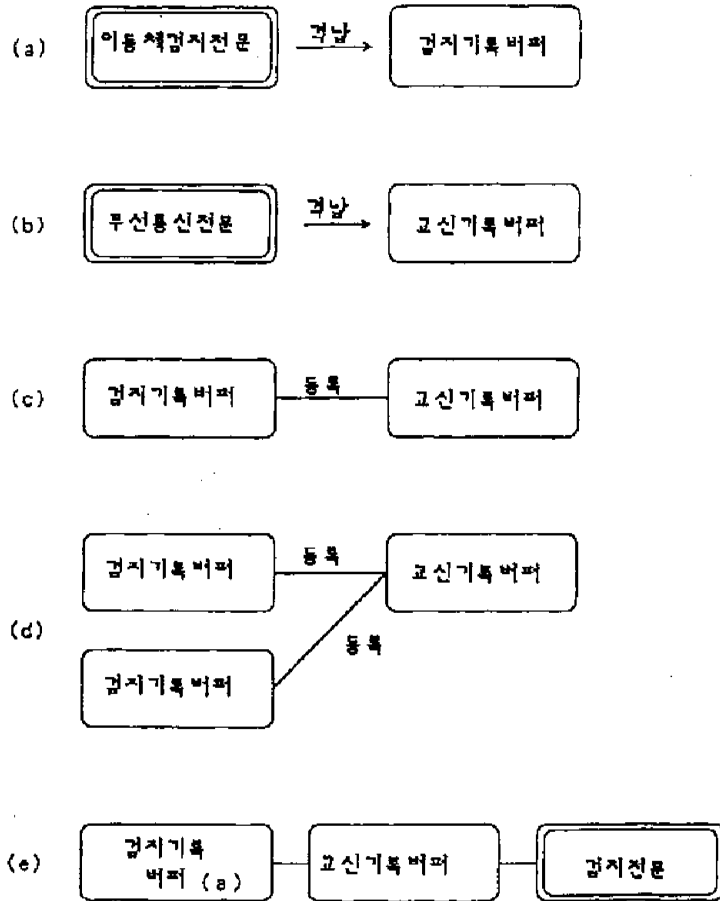 (a) 이동체검지전문 격납 검지기록버퍼
(b) 무선통신전문 격납 교신기록버퍼
(c) 검지기록버퍼 등록 교신기록버퍼
(d) 검지기록버퍼 등록 교신기록버퍼
등록
검지기록버퍼
(e) 검지기록
버퍼 (a) 교신기록버퍼 검지전문